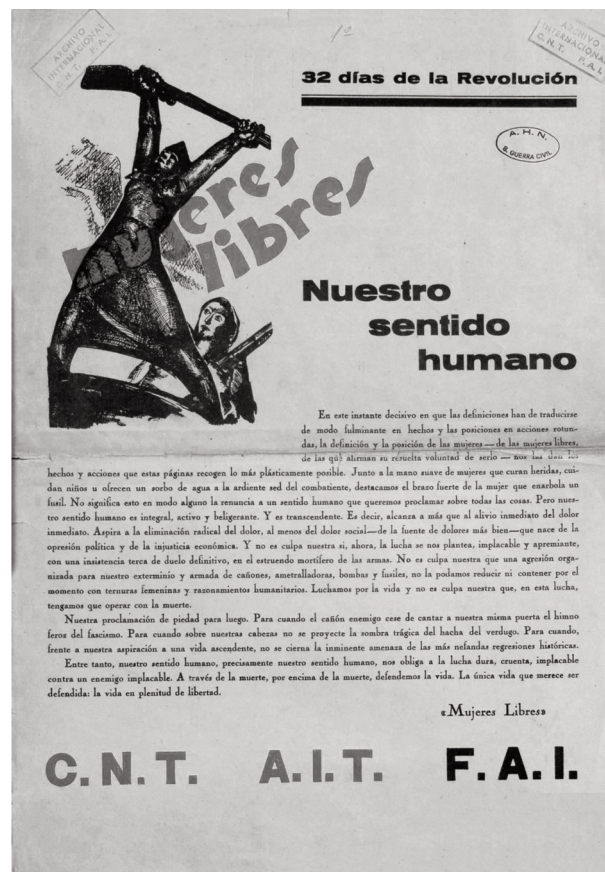 ARCHIVO
INTERNACIONAL
C. N. T. F. A. I.
1º
ARCHIVO
INTERNACIONAL
C. N. T. F. A. I.
32 días de la Revolución
A. H. N.
S. GUERRA CIVIL
mujeres
libres
Nuestro
sentido
humano
En este instante decisivo en que las definiciones han de traducirse
de modo fulminante en hechos y las posiciones en acciones rotun-
das, la definición y la posición de las mujeres — de las mujeres libres,
de las que afirman su resuelta voluntad de serlo — nos las dan los
hechos y acciones que estas páginas recogen lo más plásticamente posible. Junto a la mano suave de mujeres que curan heridas, cui-
dan niños u ofrecen un sorbo de agua a la ardiente sed del combatiente, destacamos el brazo fuerte de la mujer que enarbola un
fusil. No significa esto en modo alguno la renuncia a un sentido humano que queremos proclamar sobre todas las cosas. Pero nues-
tro sentido humano es integral, activo y beligerante. Y es transcendente. Es decir, alcanza a más que al alivio inmediato del dolor
inmediato. Aspira a la eliminación radical del dolor, al menos del dolor social—de la fuente de dolores más bien—que nace de la
opresión política y de la injusticia económica. Y no es culpa nuestra si, ahora, la lucha se nos plantea, implacable y apremiante,
con una insistencia terca de duelo definitivo, en el estruendo mortífero de las armas. No es culpa nuestra que una agresión orga-
nizada para nuestro exterminio y armada de cañones, ametralladoras, bombas y fusiles, no la podamos reducir ni contener por el
momento con ternuras femeninas y razonamientos humanitarios. Luchamos por la vida y no es culpa nuestra que, en esta lucha,
tengamos que operar con la muerte.
Nuestra proclamación de piedad para luego. Para cuando el cañón enemigo cese de cantar a nuestra misma puerta el himno
feroz del fascismo. Para cuando sobre nuestras cabezas no se proyecte la sombra trágica del hacha del verdugo. Para cuando,
frente a nuestra aspiración a una vida ascendente, no se cierna la inminente amenaza de las más nefandas regresiones históricas.
Entre tanto, nuestro sentido humano, precisamente nuestro sentido humano, nos obliga a la lucha dura, cruenta, implacable
contra un enemigo implacable. A través de la muerte, por encima de la muerte, defendemos la vida. La única vida que merece ser
defendida: la vida en plenitud de libertad.
«Mujeres Libres»
C. N. T. A. I. T. F. A. I.